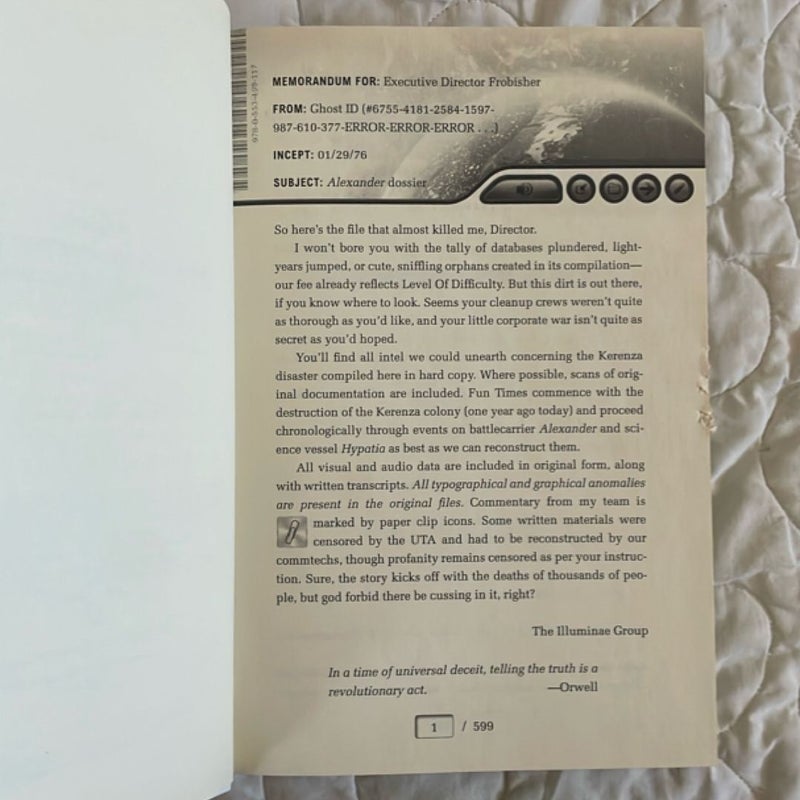 978-0-553-499-117
MEMORANDUM FOR: Executive Director Frobisher
FROM: Ghost ID (#6755-4181-2584-1597-
987-610-377-ERROR-ERROR-ERROR . . .)
INCEPT: 01/29/76
SUBJECT: Alexander dossier
So here's the file that almost killed me, Director.
I won't bore you with the tally of databases plundered, light-
years jumped, or cute, sniffling orphans created in its compilation—
our fee already reflects Level Of Difficulty. But this dirt is out there,
if you know where to look. Seems your cleanup crews weren't quite
as thorough as you'd like, and your little corporate war isn't quite as
secret as you'd hoped.
You'll find all intel we could unearth concerning the Kerenza
disaster compiled here in hard copy. Where possible, scans of orig-
inal documentation are included. Fun Times commence with the
destruction of the Kerenza colony (one year ago today) and proceed
chronologically through events on battlecarrier Alexander and sci-
ence vessel Hypatia as best as we can reconstruct them.
All visual and audio data are included in original form, along
with written transcripts. All typographical and graphical anomalies
are present in the original files. Commentary from my team is
marked by paper clip icons. Some written materials were
censored by the UTA and had to be reconstructed by our
commtechs, though profanity remains censored as per your instruc-
tion. Sure, the story kicks off with the deaths of thousands of peo-
ple, but god forbid there be cussing in it, right?
The Illuminae Group
In a time of universal deceit, telling the truth is a
revolutionary act. —Orwell
1 / 599